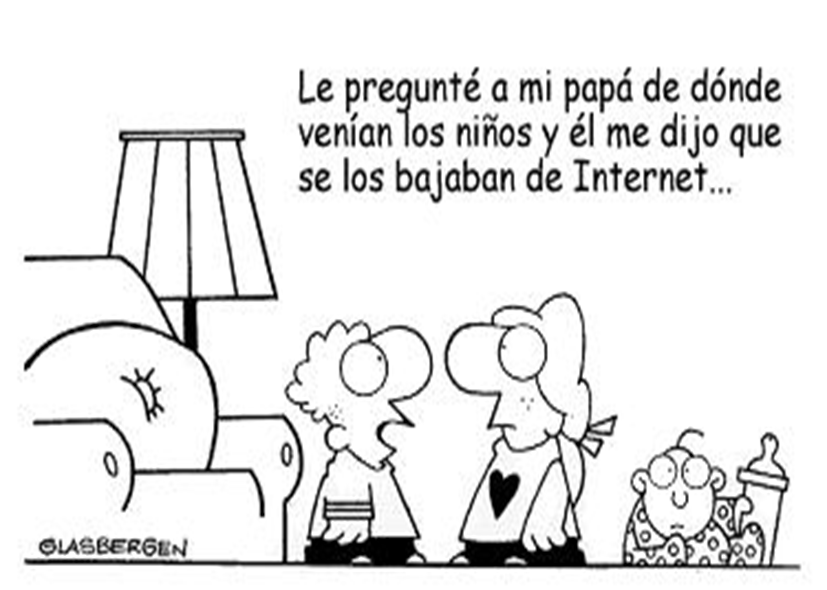 Le pregunté a mi papá de dónde
venían los niños y él me dijo que
se los bajaban de Internet...
GLASBERGEN